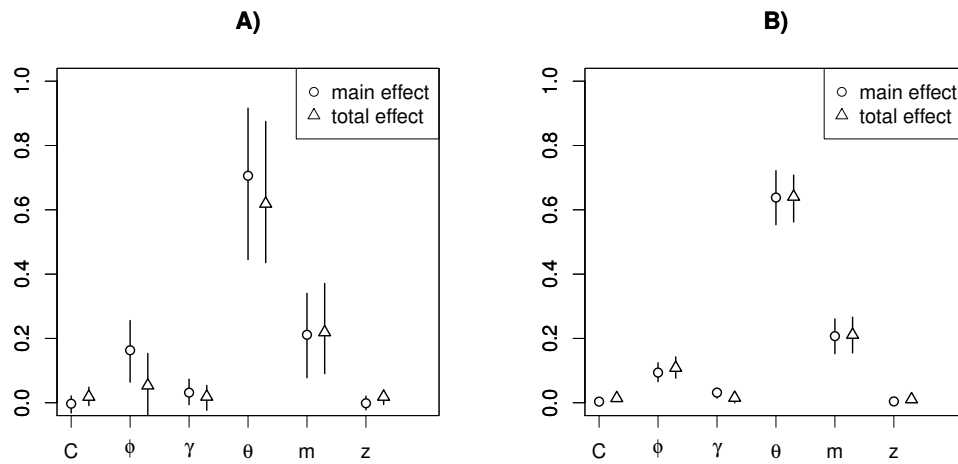 A)
main effect
total effect
0.0 0.2 0.4 0.6 0.8 1.0
C ϕ γ θ m z
B)
main effect
total effect
0.0 0.2 0.4 0.6 0.8 1.0
C ϕ γ θ m z